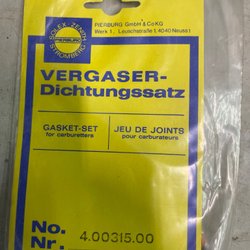 SOLEX-ZENITH
PIERBURG
STROMBERG
PIERBURG GmbH & Co KG
Werk 1, Leuschstraße 1, 4040 Neuss 1
VERGASER-
Dichtungssatz
GASKET-SET
for carburetters
JEU DE JOINTS
pour carburateurs
No.
Nr. 4.00315.00